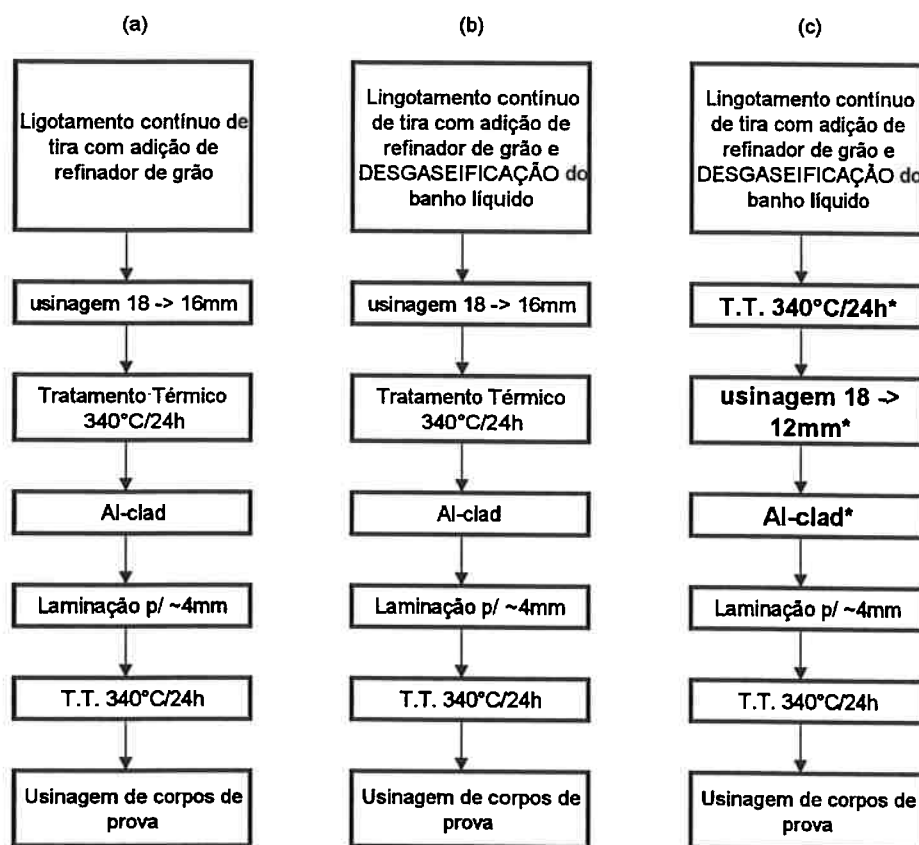 (a)
Ligotamento contínuo de
tira com adição de
refinador de grão
usinagem 18 -> 16mm
Tratamento Térmico
340°C/24h
Al-clad
Laminação p/ ~4mm
T.T. 340°C/24h
Usinagem de corpos de
prova
(b)
Lingotamento contínuo
de tira com adição de
refinador de grão e
DESGASEIFICAÇÃO do
banho líquido
usinagem 18 -> 16mm
Tratamento Térmico
340°C/24h
Al-clad
Laminação p/ ~4mm
T.T. 340°C/24h
Usinagem de corpos de
prova
(c)
Lingotamento contínuo
de tira com adição de
refinador de grão e
DESGASEIFICAÇÃO do
banho líquido
T.T. 340°C/24h*
usinagem 18 ->
12mm*
Al-clad*
Laminação p/ ~4mm
T.T. 340°C/24h
Usinagem de corpos de
prova